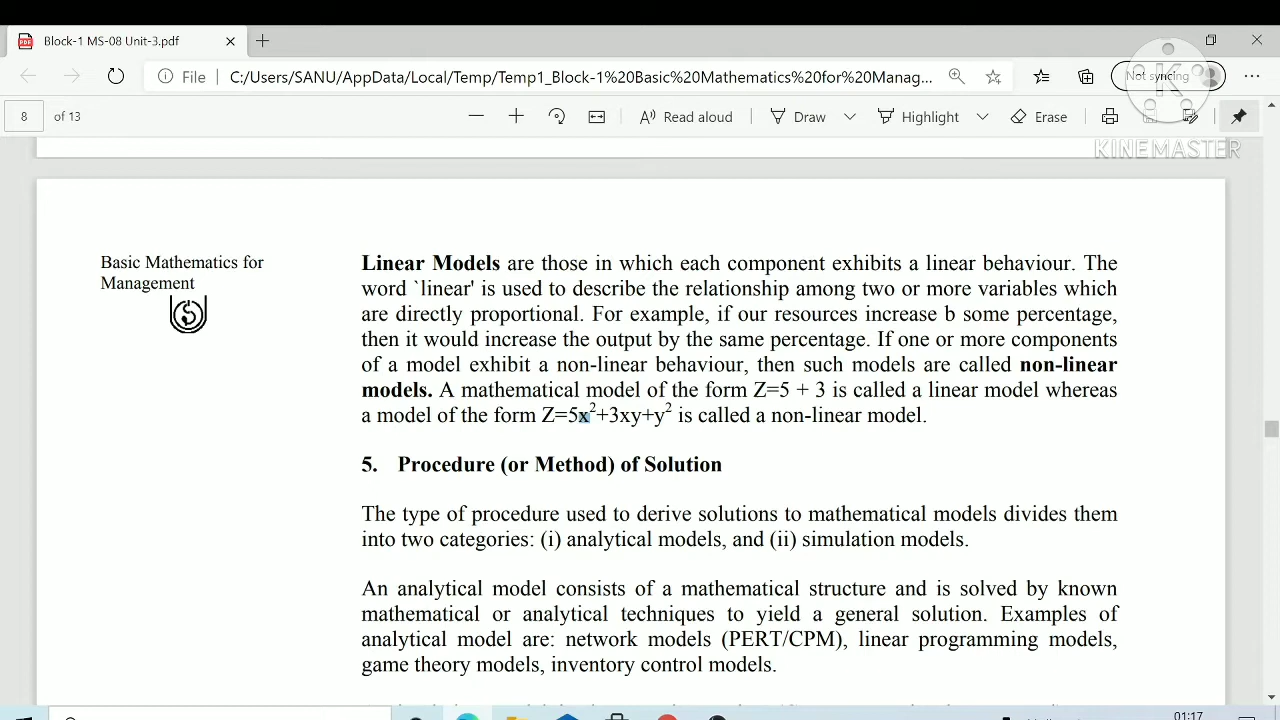 Block-1 MS-08 Unit-3.pdf
File C:/Users/SANU/AppData/Local/Temp/Temp1_Block-1%20Basic%20Mathematics%20for%20Manag... Not syncing
8 of 13 Read aloud Draw Highlight Erase
KINEMASTER
Basic Mathematics for
Management
Linear Models are those in which each component exhibits a linear behaviour. The
word `linear' is used to describe the relationship among two or more variables which
are directly proportional. For example, if our resources increase b some percentage,
then it would increase the output by the same percentage. If one or more components
of a model exhibit a non-linear behaviour, then such models are called non-linear
models. A mathematical model of the form Z=5 + 3 is called a linear model whereas
a model of the form Z=5x²+3xy+y² is called a non-linear model.
5. Procedure (or Method) of Solution
The type of procedure used to derive solutions to mathematical models divides them
into two categories: (i) analytical models, and (ii) simulation models.
An analytical model consists of a mathematical structure and is solved by known
mathematical or analytical techniques to yield a general solution. Examples of
analytical model are: network models (PERT/CPM), linear programming models,
game theory models, inventory control models.
01:17